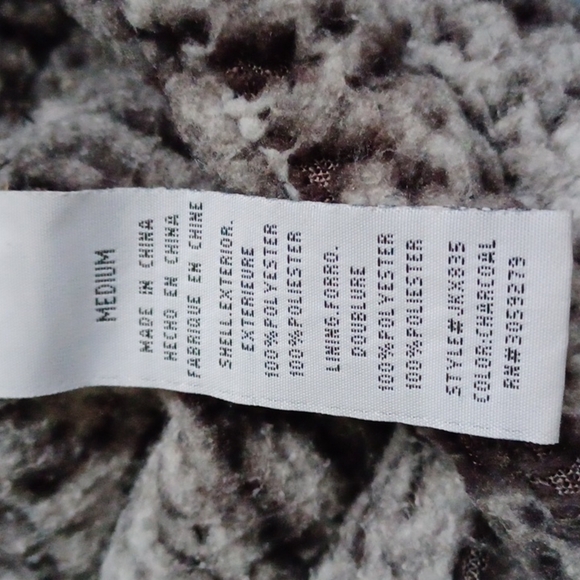 MEDIUM
MADE IN CHINA
HECHO EN CHINA
FABRIQUE EN CHINE
SHELL.EXTERIOR.
EXTERIEURE
100%POLYESTER
100%POLIESTER
LINING.FORRO.
DOUBLURE
100%POLYESTER
100%POLIESTER
STYLE# JKX835
COLOR:CHARCOAL
RN#3059279